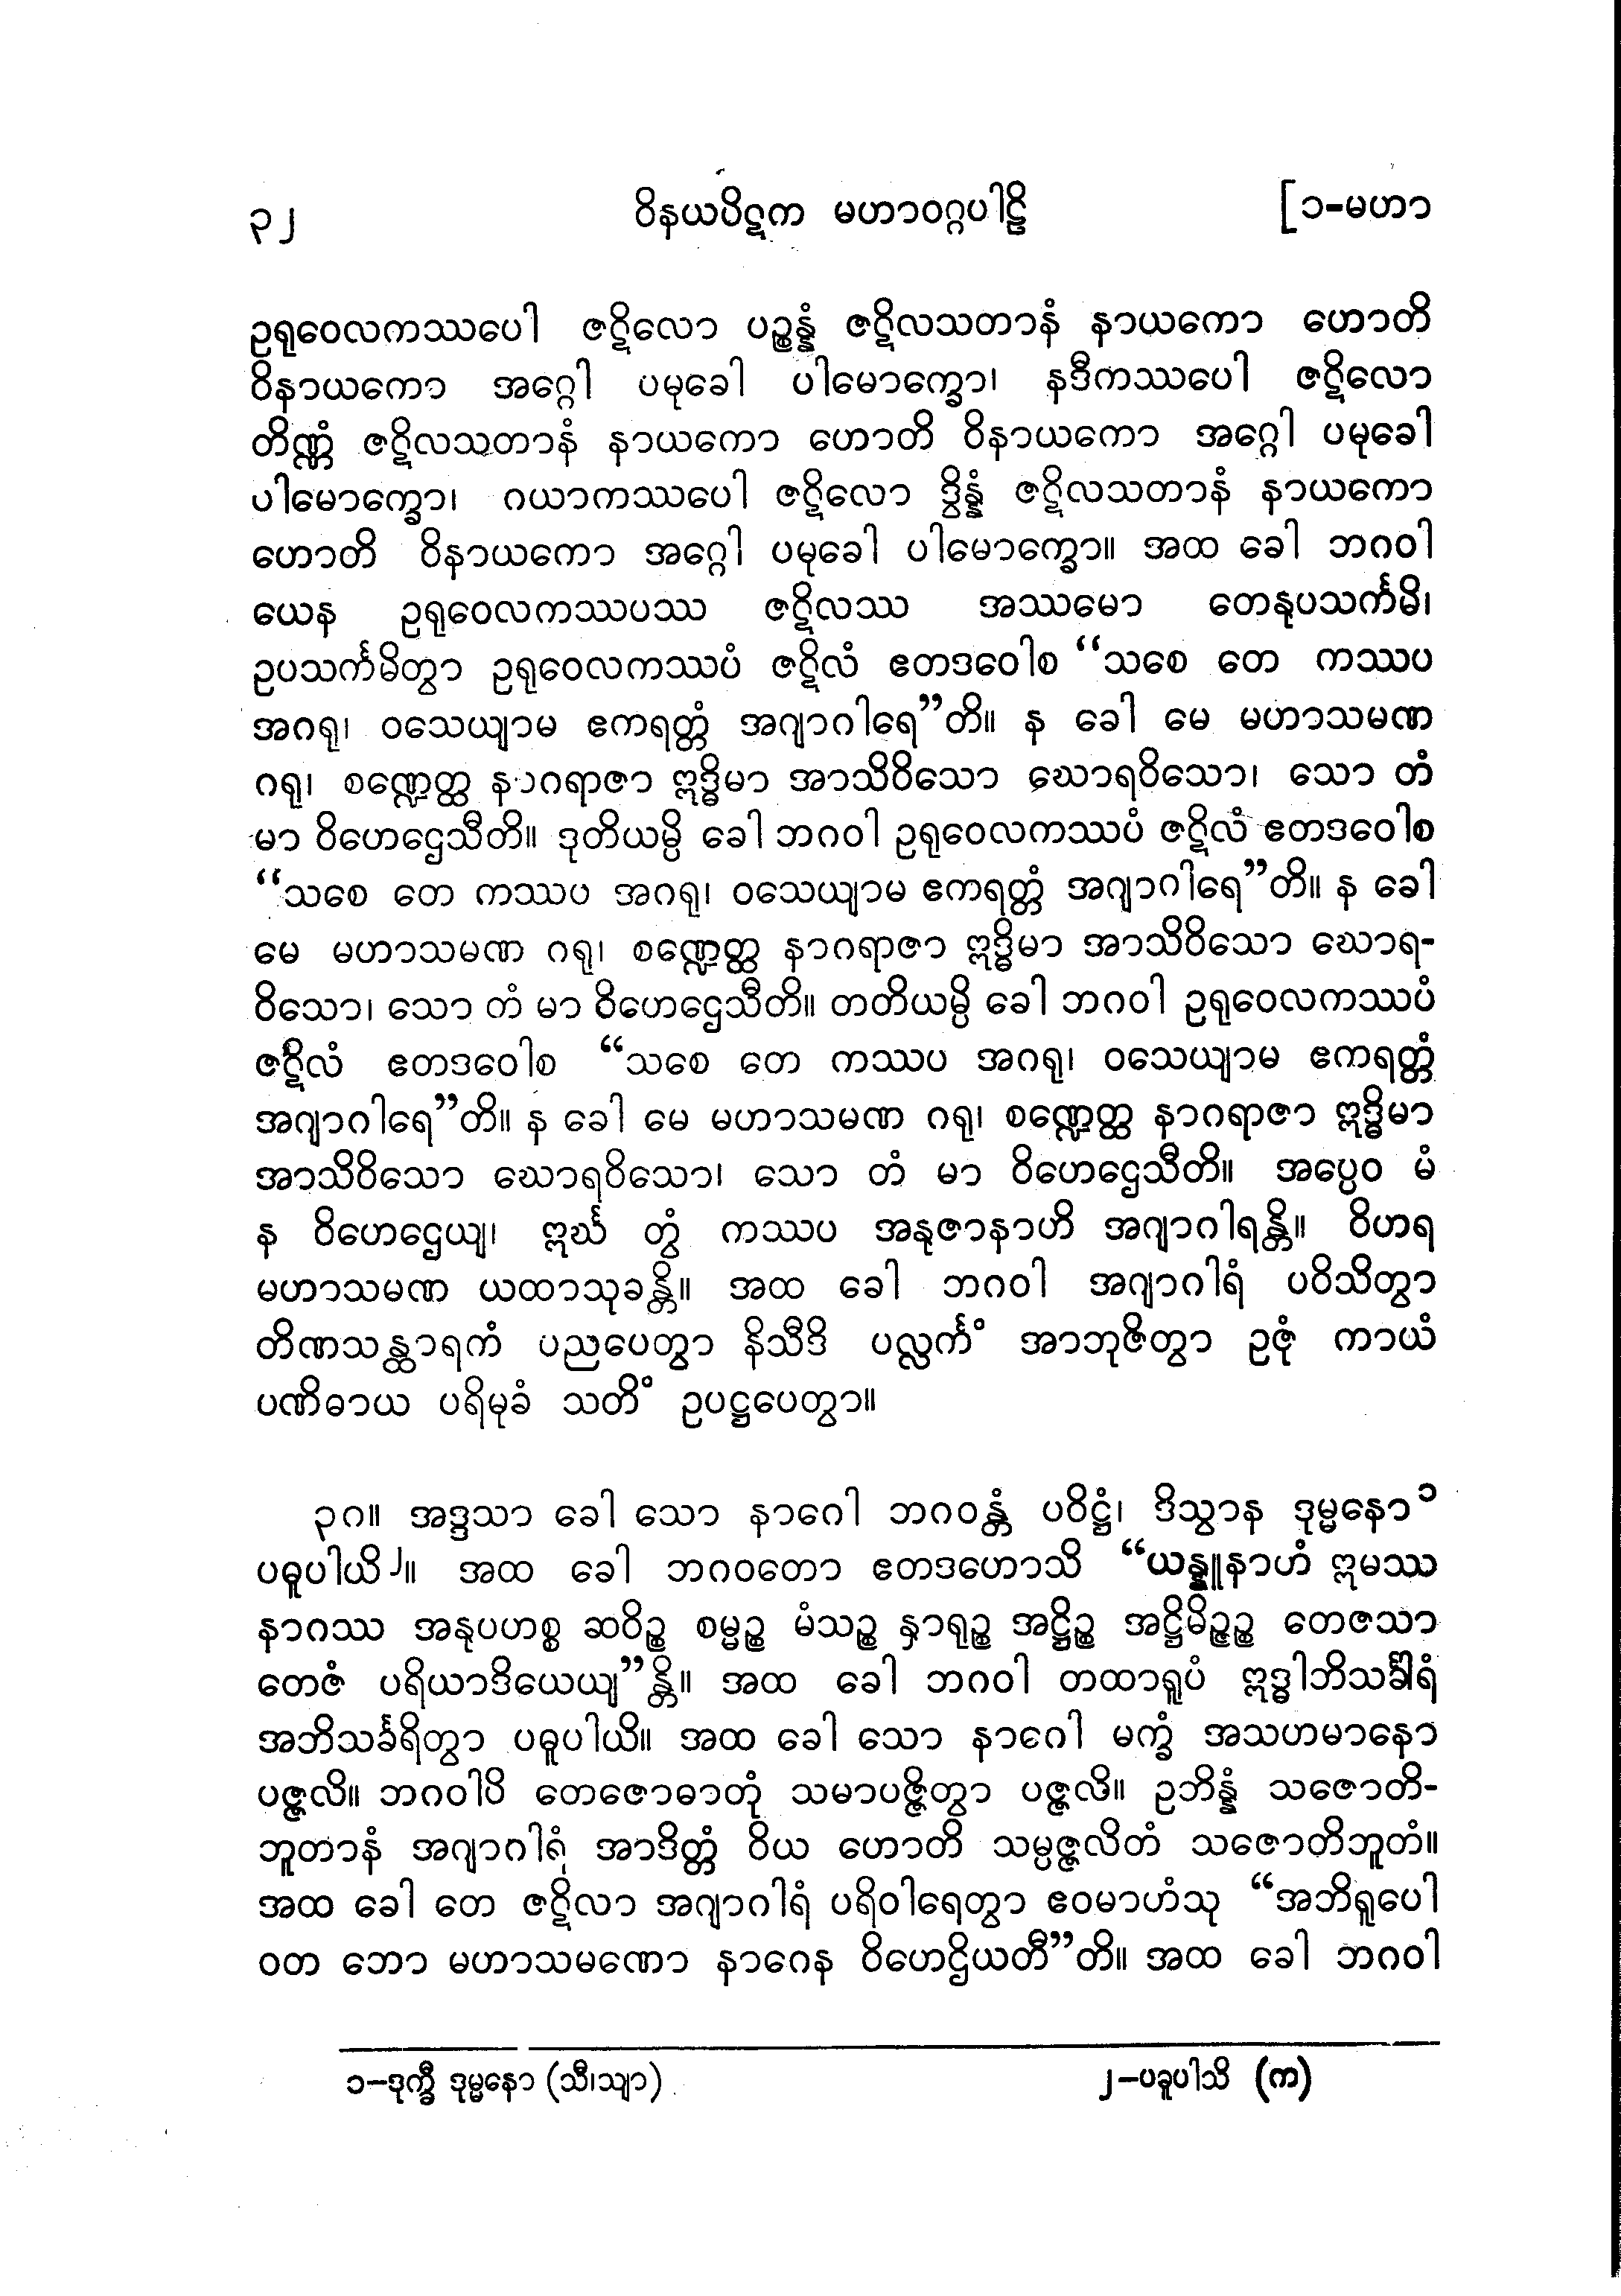 ၃၂ ဝိနယပိဋက မဟာဝဂ္ဂပါဠိ [၁-မဟာ
ဥရုဝေလကဿပေါ ဇဋိလော ပဉ္စန္နံ ဇဋိလသတာနံ နာယကော ဟောတိ
ဝိနာယကော အဂ္ဂေါ ပမုခေါ ပါမောက္ခော၊ နဒီကဿပေါ ဇဋိလော
တိဏ္ဏံ ဇဋိလသတာနံ နာယကော ဟောတိ ဝိနာယကော အဂ္ဂေါ ပမုခေါ
ပါမောက္ခော၊ ဂယာကဿပေါ ဇဋိလော ဒွိန္နံ ဇဋိလသတာနံ နာယကော
ဟောတိ ဝိနာယကော အဂ္ဂေါ ပမုခေါ ပါမောက္ခော။ အထ ခေါ ဘဂဝါ
ယေန ဥရုဝေလကဿပဿ ဇဋိလဿ အဿမော တေနုပသင်္ကမိ၊
ဥပသင်္ကမိတွာ ဥရုဝေလကဿပံ ဇဋိလံ ဧတဒဝေါစ “သစေ တေ ကဿပ
အဂရု၊ ဝသေယျာမ ဧကရတ္တံ အဂျာဂါရေ”တိ။ န ခေါ မေ မဟာသမဏ
ဂရု၊ စဏ္ဍေတ္ထ နာဂရာဇာ ဣဒ္ဓိမာ အာသိဝိသော ဃောရဝိသော၊ သော တံ
မာ ဝိဟေဌေသီတိ။ ဒုတိယမ္ပိ ခေါ ဘဂဝါ ဥရုဝေလကဿပံ ဇဋိလံ ဧတဒဝေါစ
“သစေ တေ ကဿပ အဂရု၊ ဝသေယျာမ ဧကရတ္တံ အဂျာဂါရေ”တိ။ န ခေါ
မေ မဟာသမဏ ဂရု၊ စဏ္ဍေတ္ထ နာဂရာဇာ ဣဒ္ဓိမာ အာသိဝိသော ဃောရ-
ဝိသော၊ သော တံ မာ ဝိဟေဌေသီတိ။ တတိယမ္ပိ ခေါ ဘဂဝါ ဥရုဝေလကဿပံ
ဇဋိလံ ဧတဒဝေါစ “သစေ တေ ကဿပ အဂရု၊ ဝသေယျာမ ဧကရတ္တံ
အဂျာဂါရေ”တိ။ န ခေါ မေ မဟာသမဏ ဂရု၊ စဏ္ဍေတ္ထ နာဂရာဇာ ဣဒ္ဓိမာ
အာသိဝိသော ဃောရဝိသော၊ သော တံ မာ ဝိဟေဌေသီတိ။ အပ္ပေဝ မံ
န ဝိဟေဌေယျ၊ ဣင်္ဃ တွံ ကဿပ အနုဇာနာဟိ အဂျာဂါရန္တိ။ ဝိဟရ
မဟာသမဏ ယထာသုခန္တိ။ အထ ခေါ ဘဂဝါ အဂျာဂါရံ ပဝိသိတွာ
တိဏသန္ထာရကံ ပညပေတွာ နိသီဒိ ပလ္လင်္ကံ အာဘုဇိတွာ ဥဇုံ ကာယံ
ပဏိဓာယ ပရိမုခံ သတိံ ဥပဋ္ဌပေတွာ။
၃၈။ အဒ္ဒသာ ခေါ သော နာဂေါ ဘဂဝန္တံ ပဝိဋ္ဌံ၊ ဒိသွာန ဒုမ္မနော၁
ပဓူပါယိ၂။ အထ ခေါ ဘဂဝတော ဧတဒဟောသိ “ယန္နူနာဟံ ဣမဿ
နာဂဿ အနုပဟစ္စ ဆဝိဉ္စ စမ္မဉ္စ မံသဉ္စ နှာရုဉ္စ အဋ္ဌိဉ္စ အဋ္ဌိမိဉ္ဇဉ္စ တေဇသာ
တေဇံ ပရိယာဒိယေယျ”န္တိ။ အထ ခေါ ဘဂဝါ တထာရူပံ ဣဒ္ဓါဘိသင်္ခါရံ
အဘိသင်္ခရိတွာ ပဓူပါယိ။ အထ ခေါ သော နာဂေါ မက္ခံ အသဟမာနော
ပဇ္ဇလိ။ ဘဂဝါပိ တေဇောဓာတုံ သမာပဇ္ဇိတွာ ပဇ္ဇလိ။ ဥဘိန္နံ သဇောတိ-
ဘူတာနံ အဂျာဂါရံ အာဒိတ္တံ ဝိယ ဟောတိ သမ္ပဇ္ဇလိတံ သဇောတိဘူတံ။
အထ ခေါ တေ ဇဋိလာ အဂျာဂါရံ ပရိဝါရေတွာ ဧဝမာဟံသု “အဘိရူပေါ
ဝတ ဘော မဟာသမဏော နာဂေန ဝိဟေဌိယတီ”တိ။ အထ ခေါ ဘဂဝါ
၁−ဒုက္ခီ ဒုမ္မနော (သီ၊သျာ) ၂−ပခူပါသိ (က)